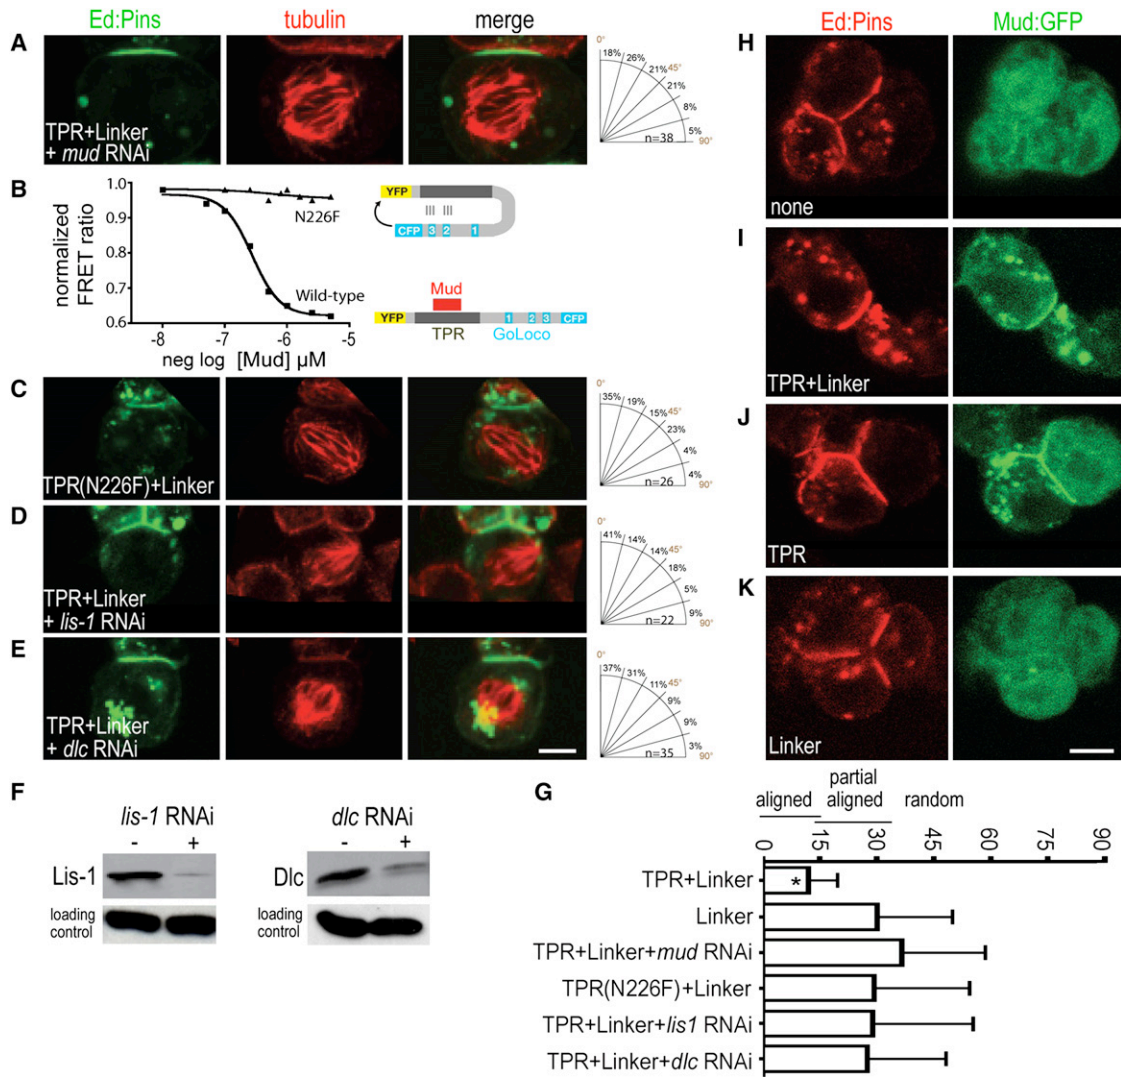 Ed:Pins tubulin merge
A
TPR+Linker
+ mud RNAi
0°
18%
26%
21%
45°
21%
8%
5%
n=38
90°
B
normalized
FRET ratio
1.0
0.9
0.8
0.7
0.6
N226F
Wild-type
-8 -7 -6 -5
neg log [Mud] μM
YFP
CFP 3 2 1
Mud
YFP 1 2 3 CFP
TPR GoLoco
C
TPR(N226F)+Linker
0°
35%
19%
15%
45°
23%
4%
4%
n=26
90°
D
TPR+Linker
+ lis-1 RNAi
0°
41%
14%
14%
45°
18%
5%
9%
n=22
90°
E
TPR+Linker
+ dlc RNAi
0°
37%
31%
11%
45°
9%
9%
3%
n=35
90°
F
lis-1 RNAi
- +
Lis-1
loading
control
dlc RNAi
- +
Dlc
loading
control
Ed:Pins Mud:GFP
H
none
I
TPR+Linker
J
TPR
K
Linker
G
aligned
partial
aligned
random
0 15 30 45 60 90
TPR+Linker
*
Linker
TPR+Linker+mud RNAi
TPR(N226F)+Linker
TPR+Linker+lis1 RNAi
TPR+Linker+dlc RNAi